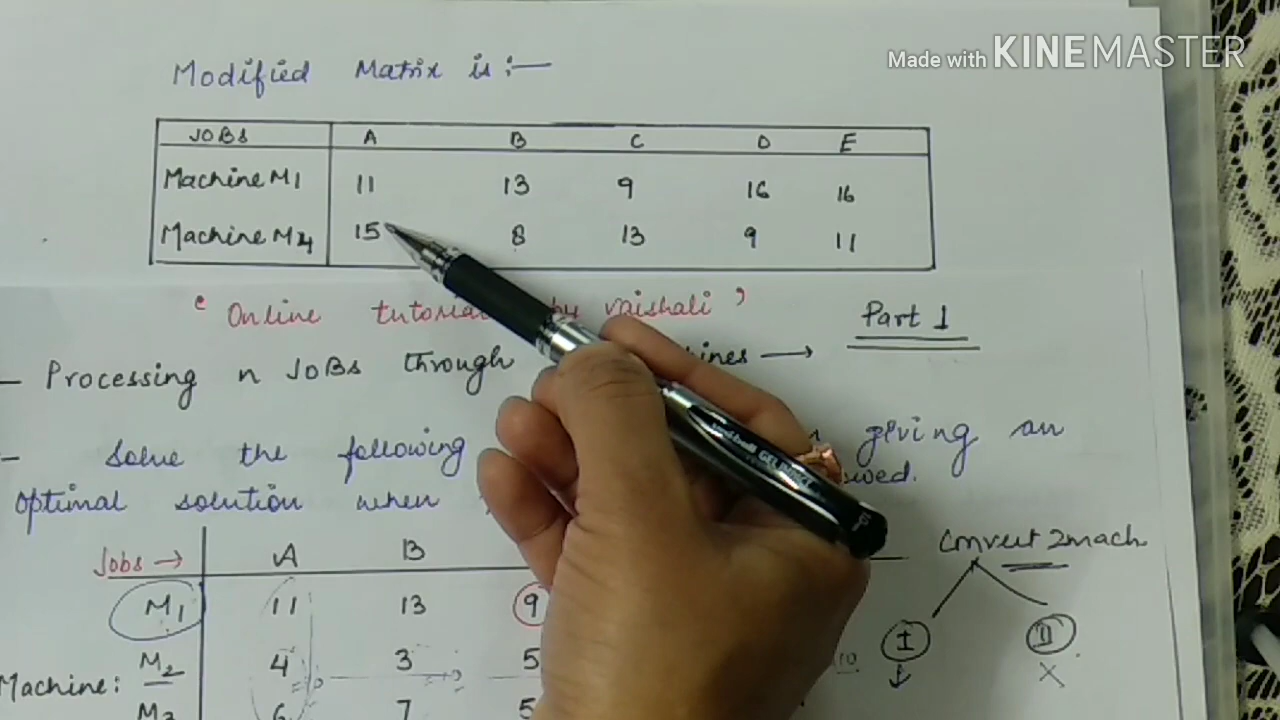 Made with KINEMASTER
Modified Matrix is :—
JOBS A B C D E
Machine M1 11 13 9 16 16
Machine M4 15 8 13 9 11
" Online by vaishali "
Part 1
— Processing n JOBS through →
— Solve the following giving an
optimal solution when
Jobs → A B
M1 11 13 9
M2 4 3 5 10
Machine: M3 6 7 5
Convert 2mach
I II
X